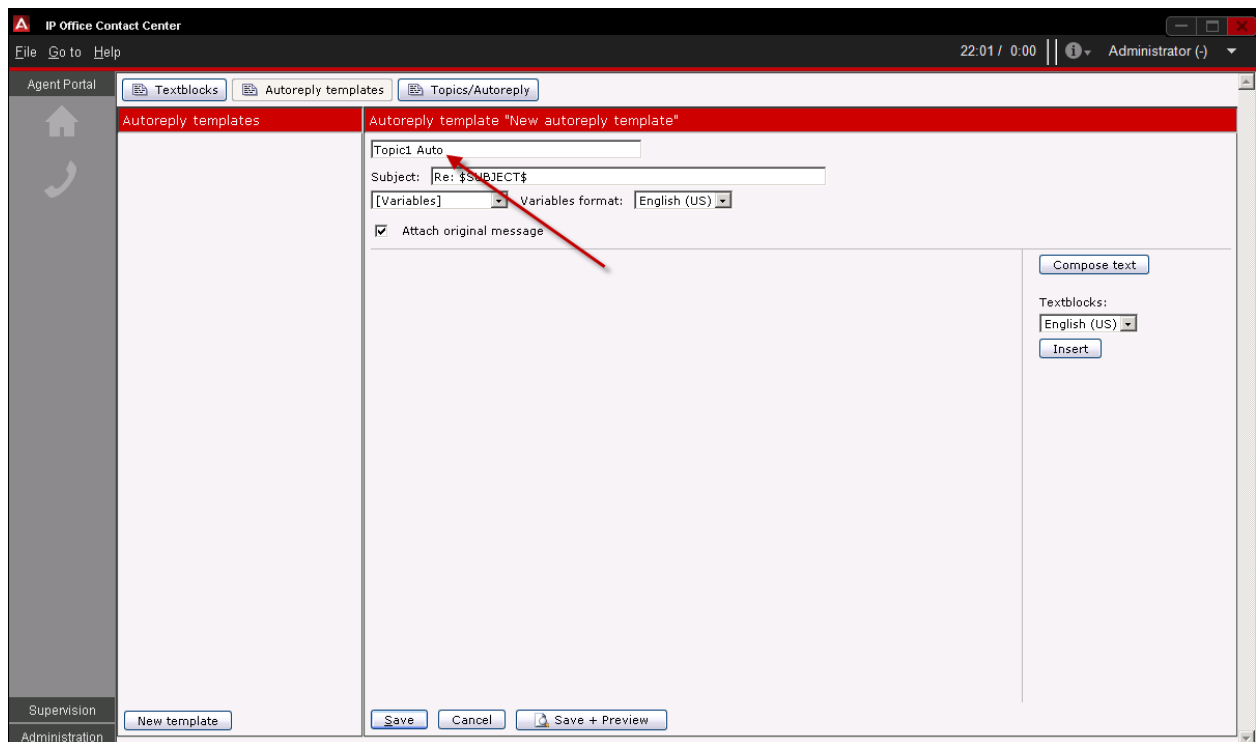 IP Office Contact Center
File Go to Help 22:01 / 0:00 Administrator (-)
Agent Portal
Textblocks Autoreply templates Topics/Autoreply
Autoreply templates
Autoreply template "New autoreply template"
Topic1 Auto
Subject: Re: $SUBJECT$
[Variables] Variables format: English (US)
Attach original message
Compose text
Textblocks:
English (US)
Insert
Supervision
Administration
New template
Save Cancel Save + Preview